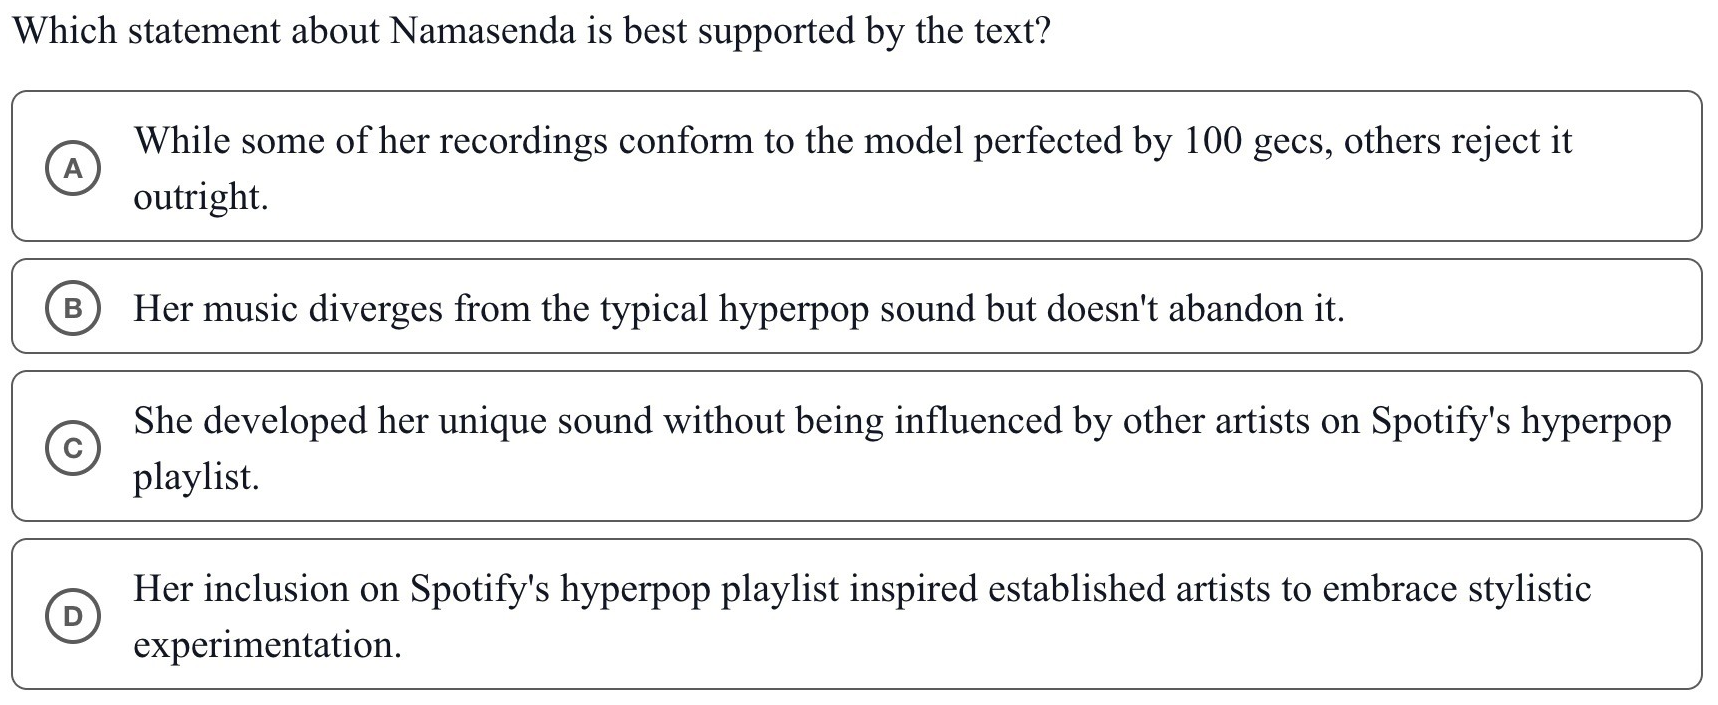 Which statement about Namasenda is best supported by the text?
A
While some of her recordings conform to the model perfected by 100 gecs, others reject it
outright.
B
Her music diverges from the typical hyperpop sound but doesn't abandon it.
C
She developed her unique sound without being influenced by other artists on Spotify's hyperpop
playlist.
D
Her inclusion on Spotify's hyperpop playlist inspired established artists to embrace stylistic
experimentation.